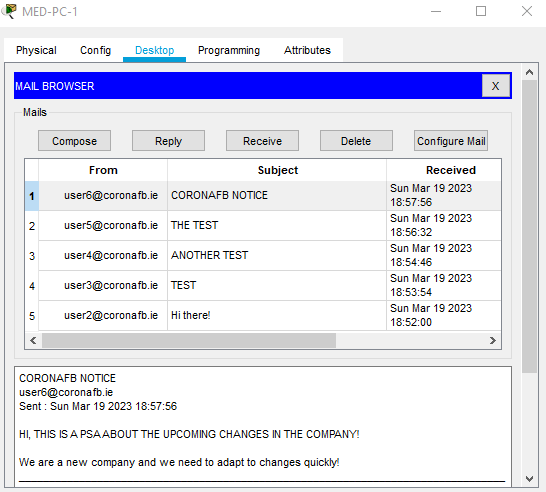 MED-PC-1
Physical Config Desktop Programming Attributes
MAIL BROWSER X
Mails
Compose Reply Receive Delete Configure Mail
From Subject Received
1 user6@coronafb.ie CORONAFB NOTICE Sun Mar 19 2023 18:57:56
2 user5@coronafb.ie THE TEST Sun Mar 19 2023 18:56:32
3 user4@coronafb.ie ANOTHER TEST Sun Mar 19 2023 18:54:46
4 user3@coronafb.ie TEST Sun Mar 19 2023 18:53:54
5 user2@coronafb.ie Hi there! Sun Mar 19 2023 18:52:00
CORONAFB NOTICE
user6@coronafb.ie
Sent : Sun Mar 19 2023 18:57:56
HI, THIS IS A PSA ABOUT THE UPCOMING CHANGES IN THE COMPANY!
We are a new company and we need to adapt to changes quickly!